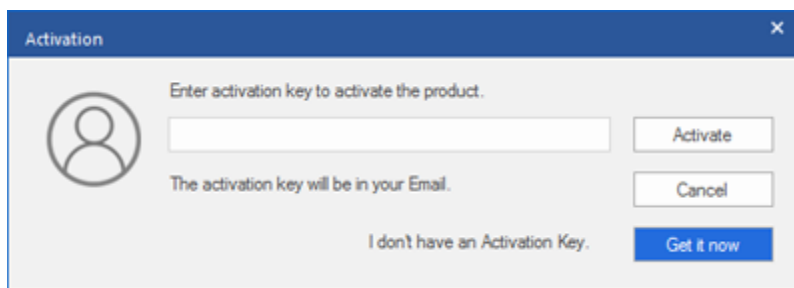 Activation
Enter activation key to activate the product.
Activate
The activation key will be in your Email.
Cancel
I don't have an Activation Key.
Get it now